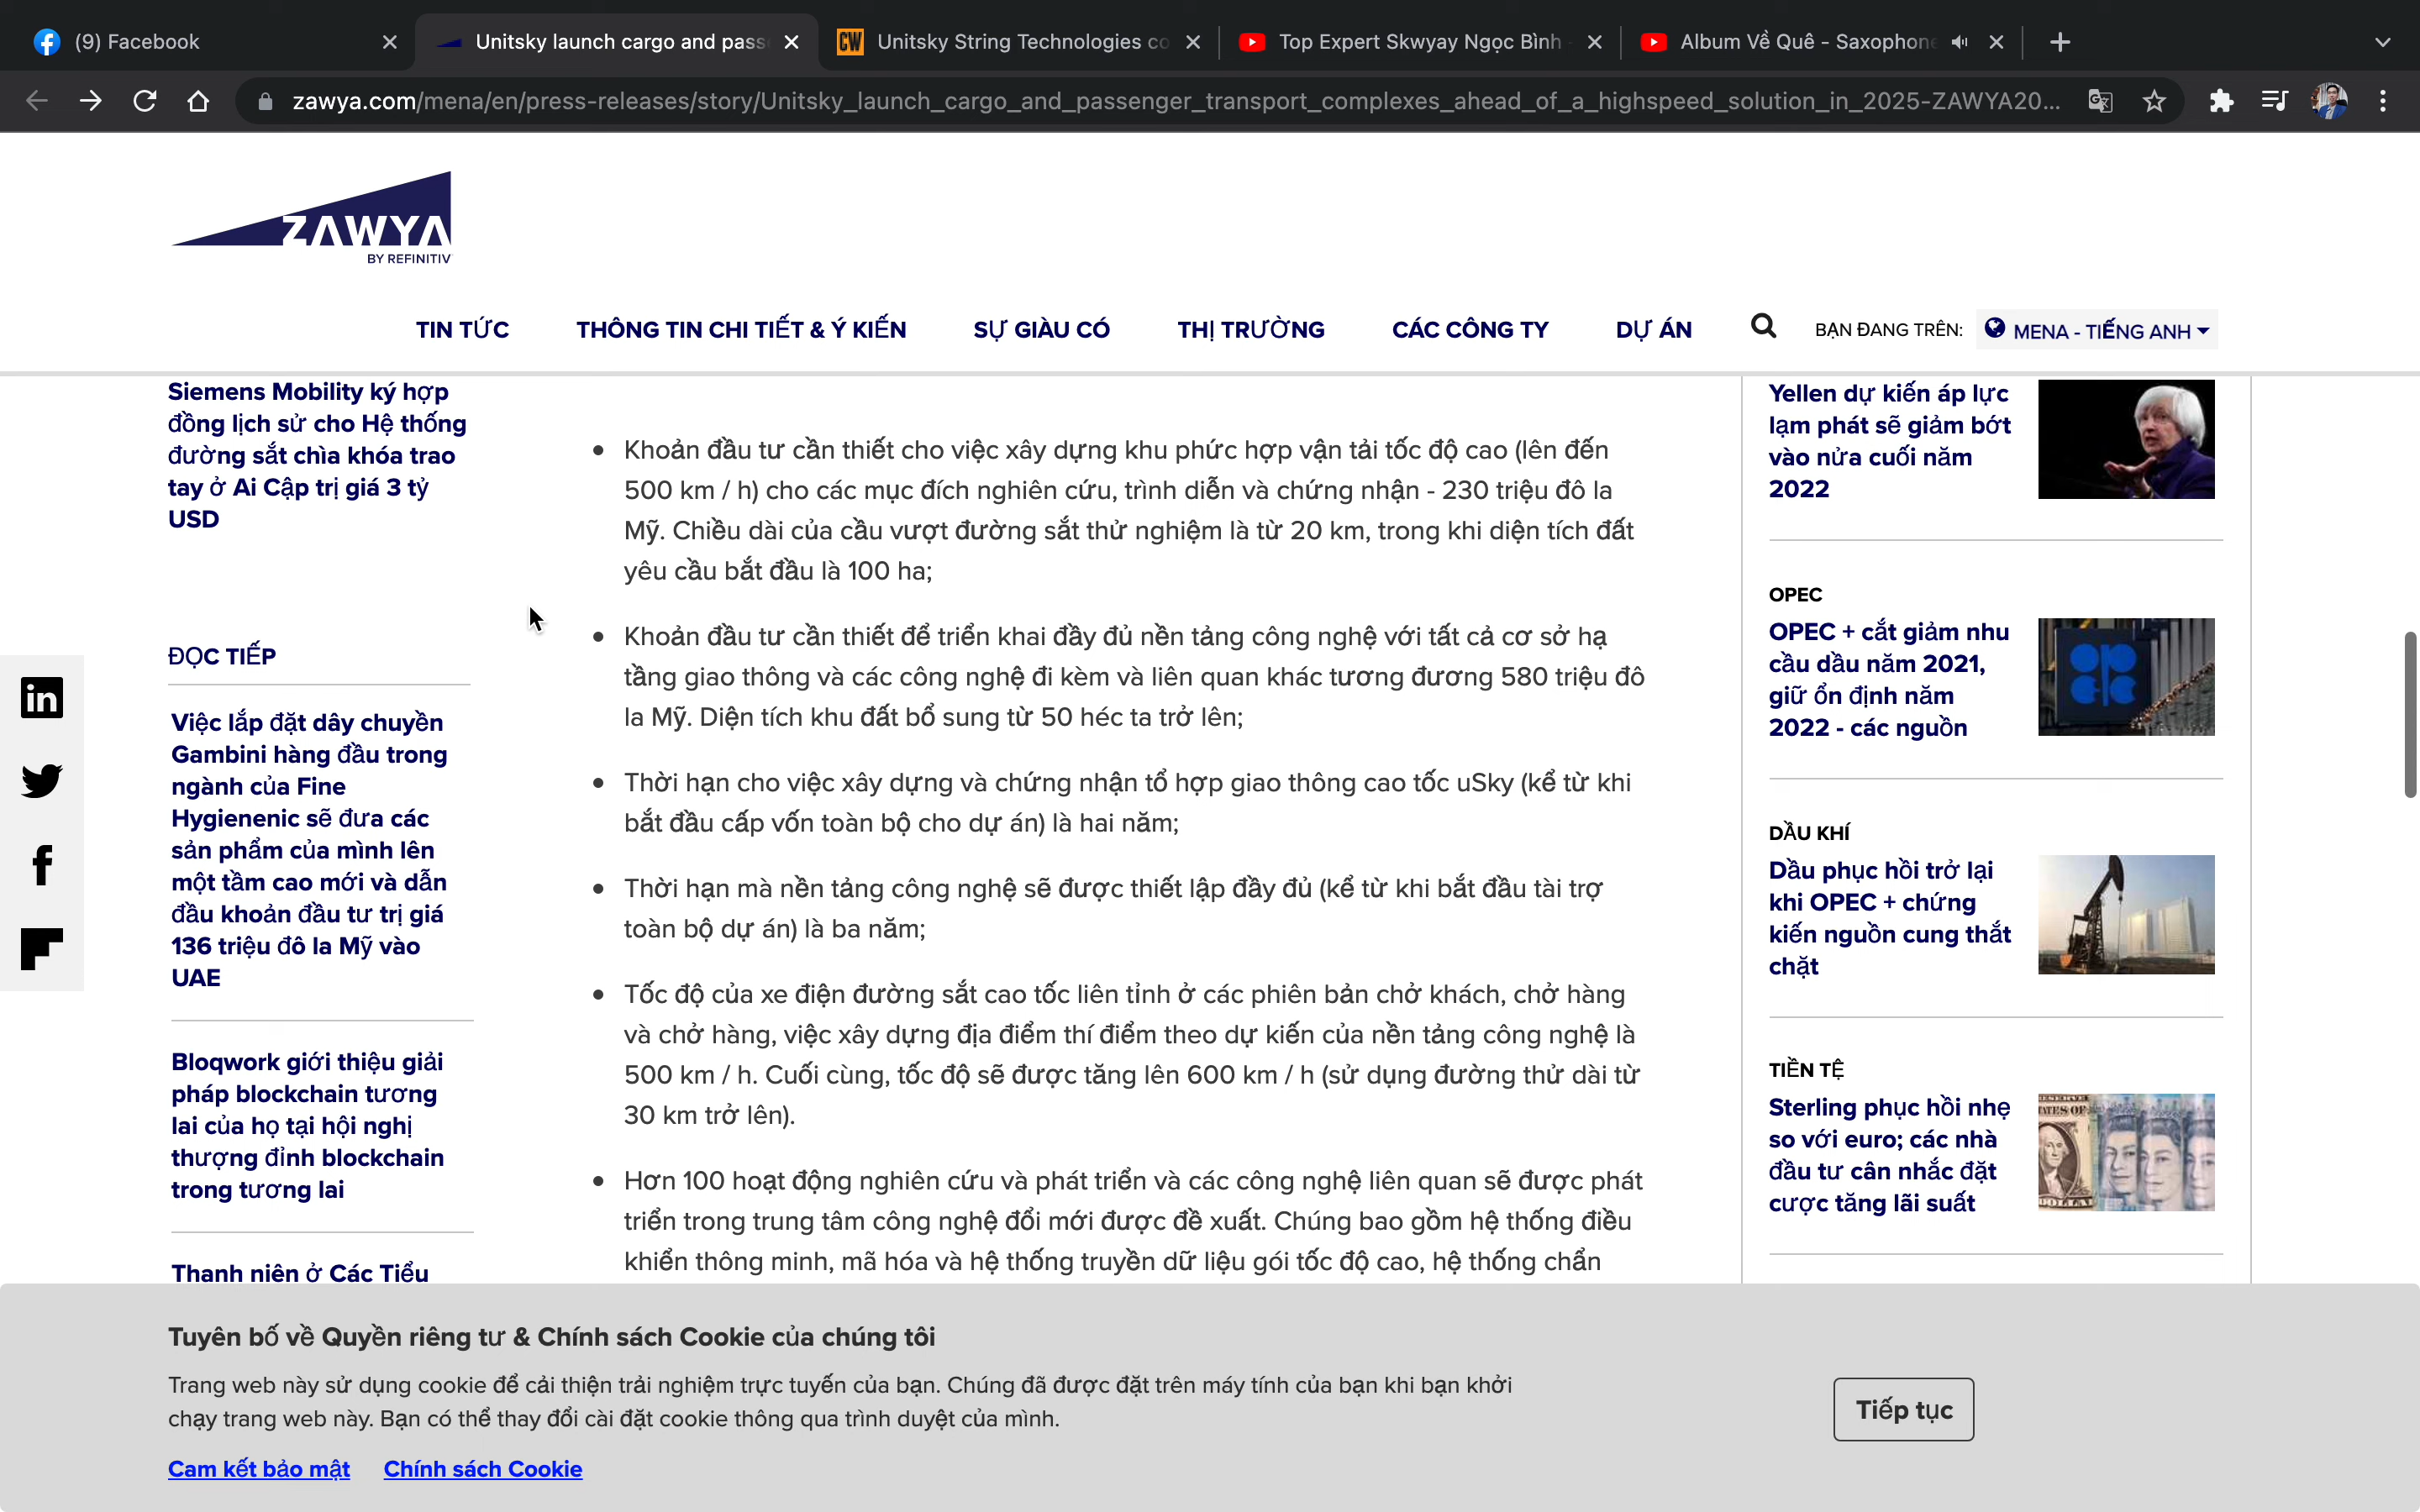 (9) Facebook
Unitsky launch cargo and pass
CW
Unitsky String Technologies co
Top Expert Skwyay Ngọc Bình
Album Về Quê - Saxophone
zawya.com/mena/en/press-releases/story/Unitsky_launch_cargo_and_passenger_transport_complexes_ahead_of_a_highspeed_solution_in_2025-ZAWYA20...
ZAWYA
BY REFINITIV
TIN TỨC
THÔNG TIN CHI TIẾT & Ý KIẾN
SỰ GIÀU CÓ
THỊ TRƯỜNG
CÁC CÔNG TY
DỰ ÁN
BẠN ĐANG TRÊN:
MENA - TIẾNG ANH
Siemens Mobility ký hợp
đồng lịch sử cho Hệ thống
đường sắt chìa khóa trao
tay ở Ai Cập trị giá 3 tỷ
USD
ĐỌC TIẾP
Việc lắp đặt dây chuyền
Gambini hàng đầu trong
ngành của Fine
Hygienenic sẽ đưa các
sản phẩm của mình lên
một tầm cao mới và dẫn
đầu khoản đầu tư trị giá
136 triệu đô la Mỹ vào
UAE
Bloqwork giới thiệu giải
pháp blockchain tương
lai của họ tại hội nghị
thượng đỉnh blockchain
trong tương lai
Thanh niên ở Các Tiểu
Khoản đầu tư cần thiết cho việc xây dựng khu phức hợp vận tải tốc độ cao (lên đến
500 km / h) cho các mục đích nghiên cứu, trình diễn và chứng nhận - 230 triệu đô la
Mỹ. Chiều dài của cầu vượt đường sắt thử nghiệm là từ 20 km, trong khi diện tích đất
yêu cầu bắt đầu là 100 ha;
Khoản đầu tư cần thiết để triển khai đầy đủ nền tảng công nghệ với tất cả cơ sở hạ
tầng giao thông và các công nghệ đi kèm và liên quan khác tương đương 580 triệu đô
la Mỹ. Diện tích khu đất bổ sung từ 50 héc ta trở lên;
Thời hạn cho việc xây dựng và chứng nhận tổ hợp giao thông cao tốc uSky (kể từ khi
bắt đầu cấp vốn toàn bộ cho dự án) là hai năm;
Thời hạn mà nền tảng công nghệ sẽ được thiết lập đầy đủ (kể từ khi bắt đầu tài trợ
toàn bộ dự án) là ba năm;
Tốc độ của xe điện đường sắt cao tốc liên tỉnh ở các phiên bản chở khách, chở hàng
và chở hàng, việc xây dựng địa điểm thí điểm theo dự kiến của nền tảng công nghệ là
500 km / h. Cuối cùng, tốc độ sẽ được tăng lên 600 km / h (sử dụng đường thử dài từ
30 km trở lên).
Hơn 100 hoạt động nghiên cứu và phát triển và các công nghệ liên quan sẽ được phát
triển trong trung tâm công nghệ đổi mới được đề xuất. Chúng bao gồm hệ thống điều
khiển thông minh, mã hóa và hệ thống truyền dữ liệu gói tốc độ cao, hệ thống chẩn
Yellen dự kiến áp lực
lạm phát sẽ giảm bớt
vào nửa cuối năm
2022
OPEC
OPEC + cắt giảm nhu
cầu dầu năm 2021,
giữ ổn định năm
2022 - các nguồn
DẦU KHÍ
Dầu phục hồi trở lại
khi OPEC + chứng
kiến nguồn cung thắt
chặt
TIỀN TỆ
Sterling phục hồi nhẹ
so với euro; các nhà
đầu tư cân nhắc đặt
cược tăng lãi suất
Tuyên bố về Quyền riêng tư & Chính sách Cookie của chúng tôi
Trang web này sử dụng cookie để cải thiện trải nghiệm trực tuyến của bạn. Chúng đã được đặt trên máy tính của bạn khi bạn khởi
chạy trang web này. Bạn có thể thay đổi cài đặt cookie thông qua trình duyệt của mình.
Cam kết bảo mật
Chính sách Cookie
Tiếp tục